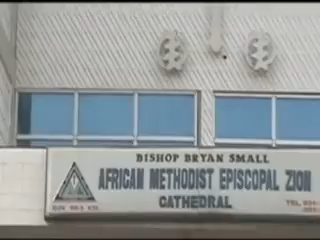 BISHOP BRYAN SMALL
AFRICAN METHODIST EPISCOPAL ZION
CATHEDRAL